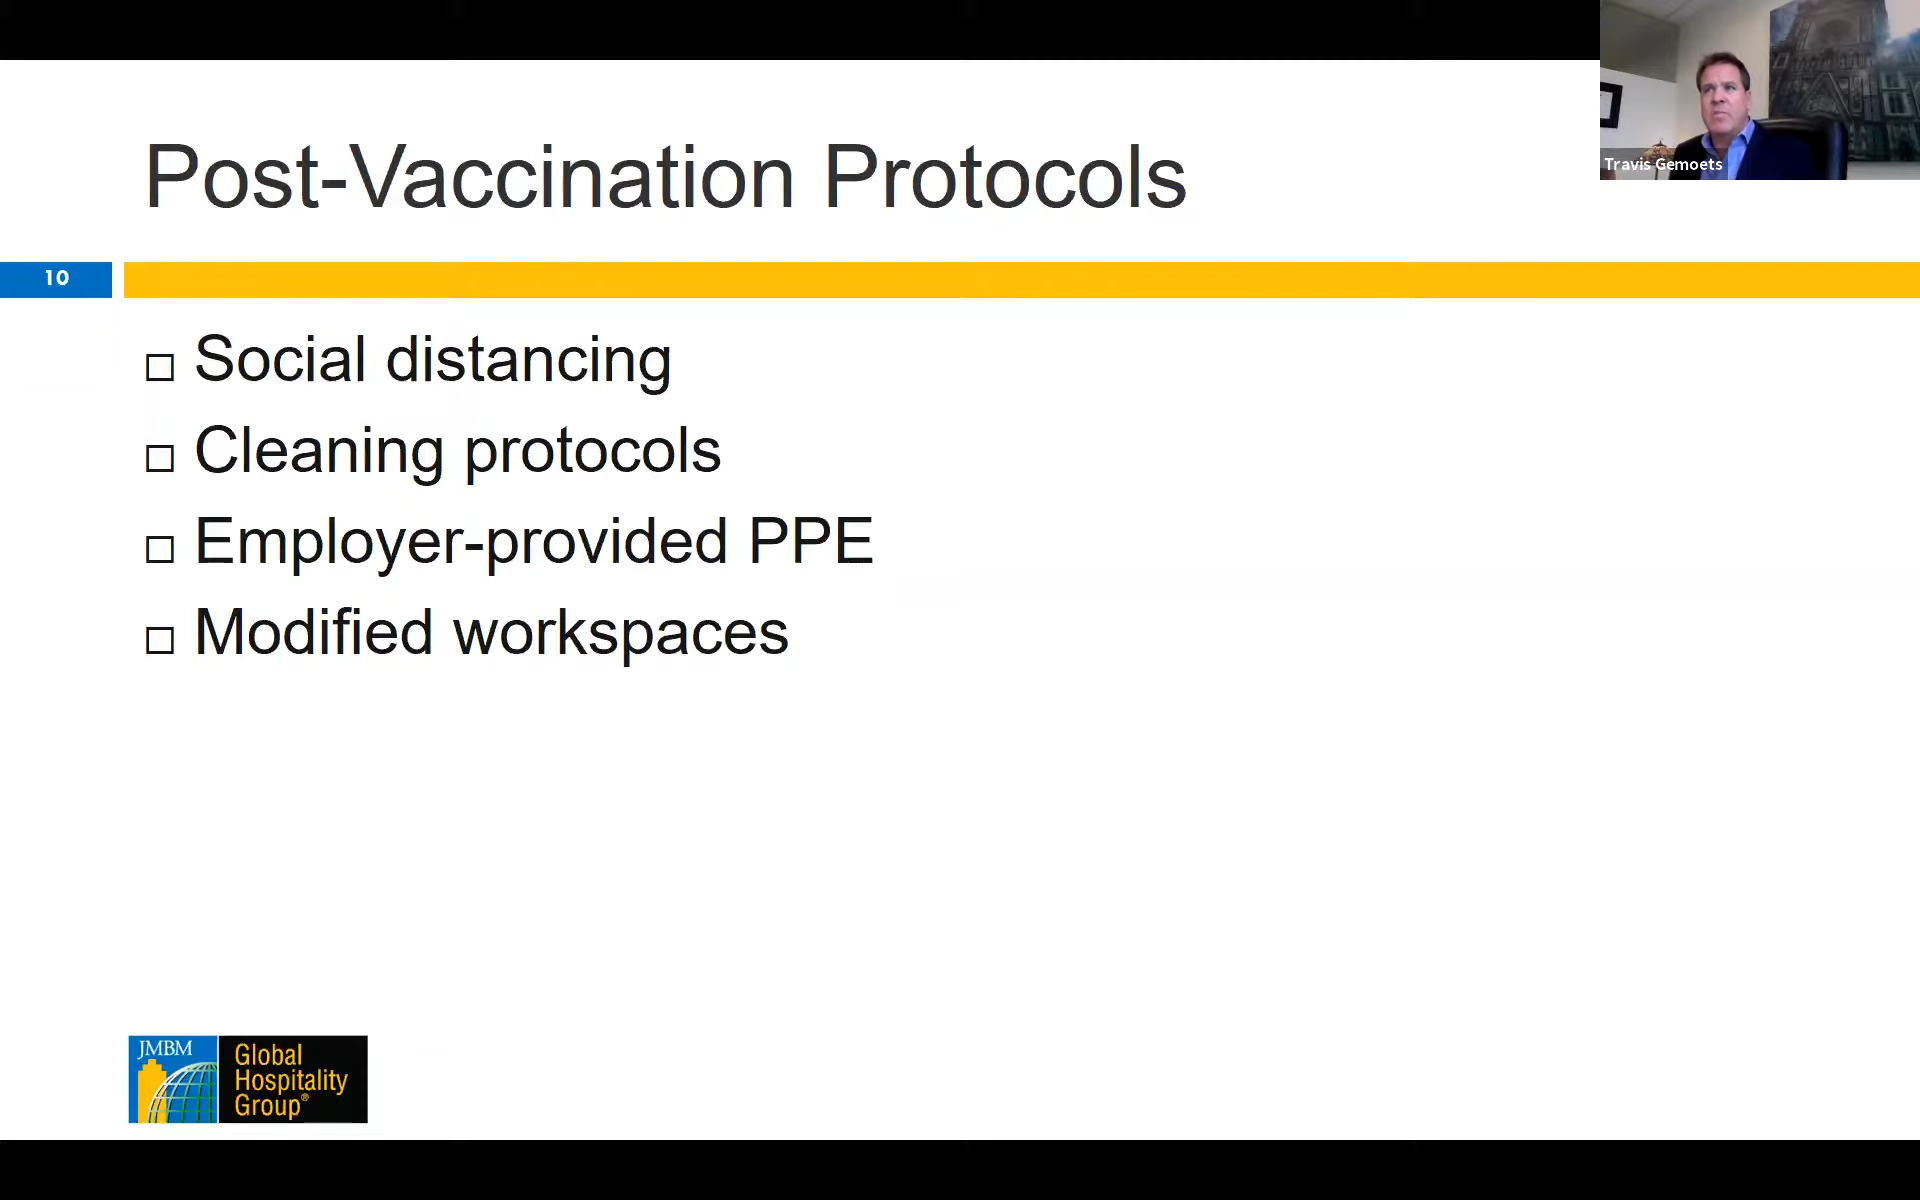 Travis Gemoets
Post-Vaccination Protocols
10
Social distancing
Cleaning protocols
Employer-provided PPE
Modified workspaces
JMBM
Global
Hospitality
Group®